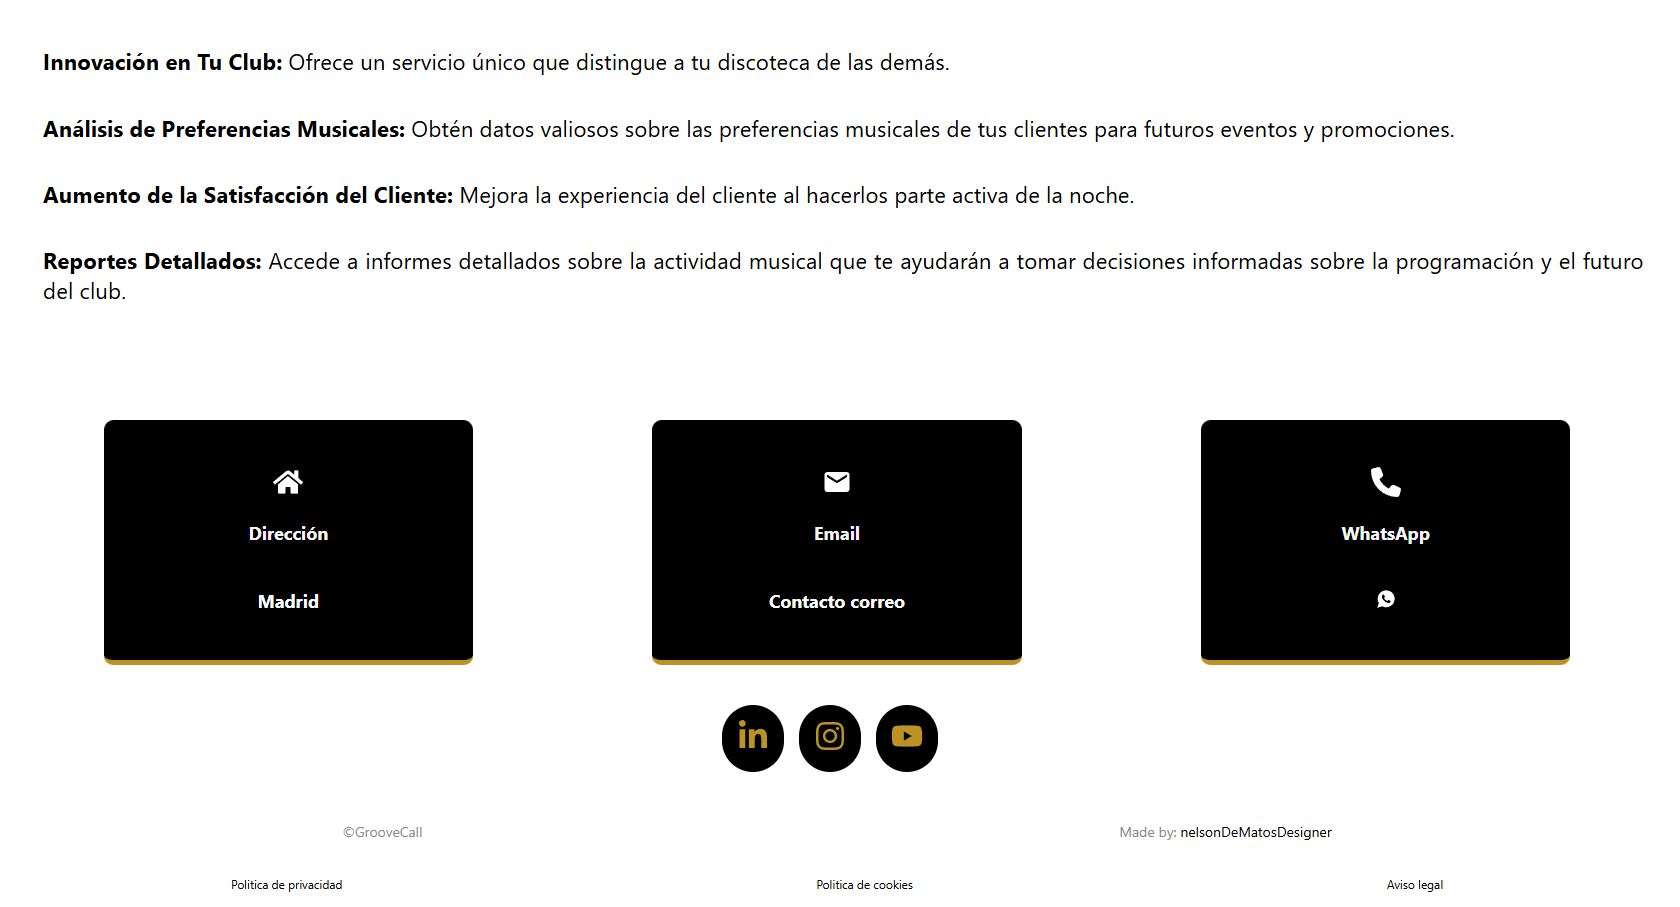 Innovación en Tu Club: Ofrece un servicio único que distingue a tu discoteca de las demás.
Análisis de Preferencias Musicales: Obtén datos valiosos sobre las preferencias musicales de tus clientes para futuros eventos y promociones.
Aumento de la Satisfacción del Cliente: Mejora la experiencia del cliente al hacerlos parte activa de la noche.
Reportes Detallados: Accede a informes detallados sobre la actividad musical que te ayudarán a tomar decisiones informadas sobre la programación y el futuro
del club.
Dirección
Madrid
Email
Contacto correo
WhatsApp
in
©GrooveCall
Made by: nelsonDeMatosDesigner
Politica de privacidad
Politica de cookies
Aviso legal